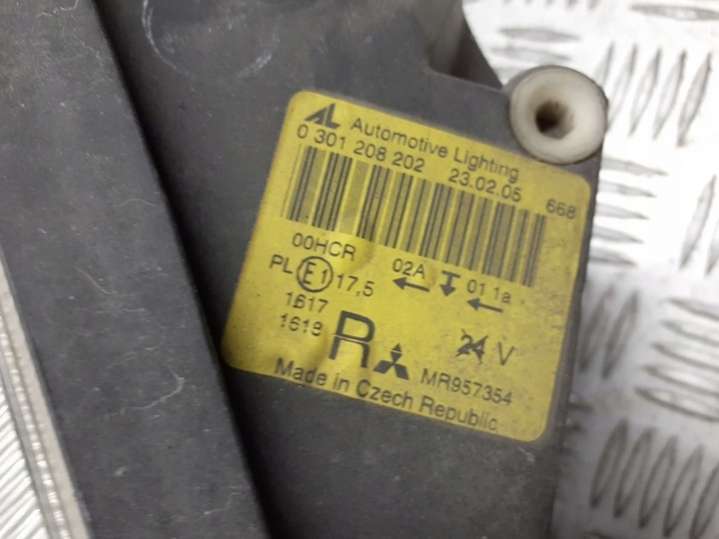 AL Automotive Lighting
0 301 208 202 23.02.05 668
00HCR 02A 01 1a
PL E1 17,5
1617
1618 R 24 V
MR957354
Made in Czech Republic